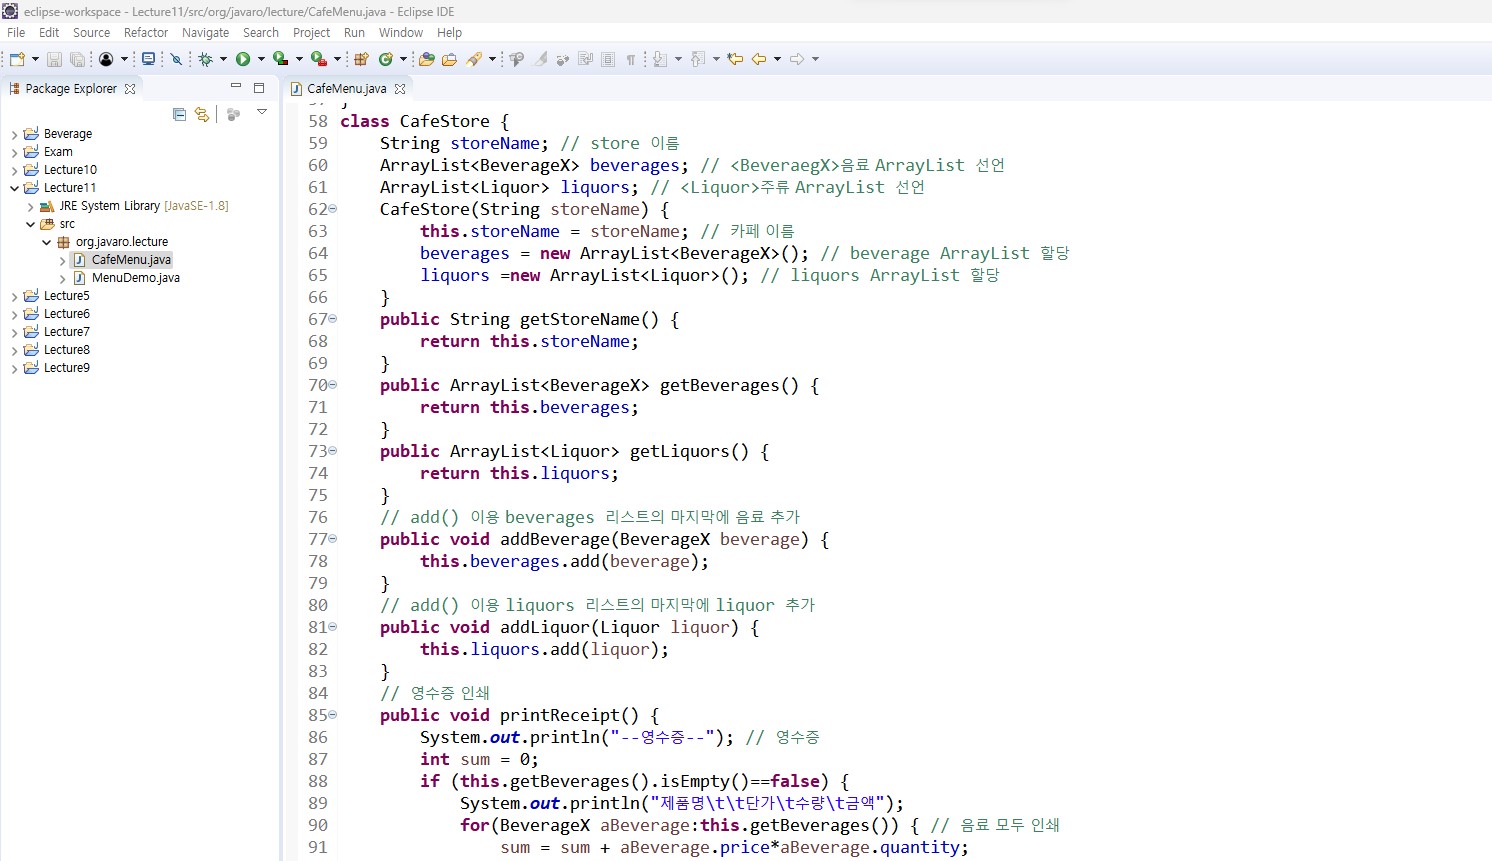 eclipse-workspace - Lecture11/src/org/javaro/lecture/CafeMenu.java - Eclipse IDE
File Edit Source Refactor Navigate Search Project Run Window Help
Package Explorer
Beverage
Exam
Lecture10
Lecture11
JRE System Library [JavaSE-1.8]
src
org.javaro.lecture
CafeMenu.java
MenuDemo.java
Lecture5
Lecture6
Lecture7
Lecture8
Lecture9
CafeMenu.java
57 }
58 class CafeStore {
59 String storeName; // store 이름
60 ArrayList<BeverageX> beverages; // <BeveraegX>음료 ArrayList 선언
61 ArrayList<Liquor> liquors; // <Liquor>주류 ArrayList 선언
62 CafeStore(String storeName) {
63 this.storeName = storeName; // 카페 이름
64 beverages = new ArrayList<BeverageX>(); // beverage ArrayList 할당
65 liquors =new ArrayList<Liquor>(); // liquors ArrayList 할당
66 }
67 public String getStoreName() {
68 return this.storeName;
69 }
70 public ArrayList<BeverageX> getBeverages() {
71 return this.beverages;
72 }
73 public ArrayList<Liquor> getLiquors() {
74 return this.liquors;
75 }
76 // add() 이용 beverages 리스트의 마지막에 음료 추가
77 public void addBeverage(BeverageX beverage) {
78 this.beverages.add(beverage);
79 }
80 // add() 이용 liquors 리스트의 마지막에 liquor 추가
81 public void addLiquor(Liquor liquor) {
82 this.liquors.add(liquor);
83 }
84 // 영수증 인쇄
85 public void printReceipt() {
86 System.out.println("--영수증--"); // 영수증
87 int sum = 0;
88 if (this.getBeverages().isEmpty()==false) {
89 System.out.println("제품명\t\t단가\t수량\t금액");
90 for(BeverageX aBeverage:this.getBeverages()) { // 음료 모두 인쇄
91 sum = sum + aBeverage.price*aBeverage.quantity;